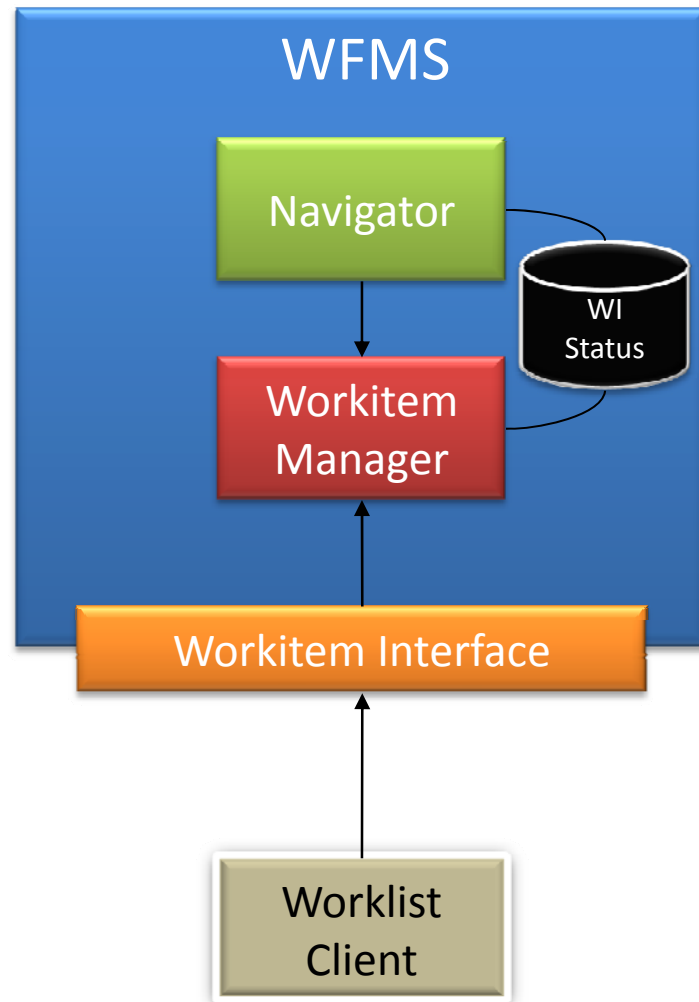 WFMS
Navigator
WI
Status
Workitem
Manager
Workitem Interface
Worklist
Client